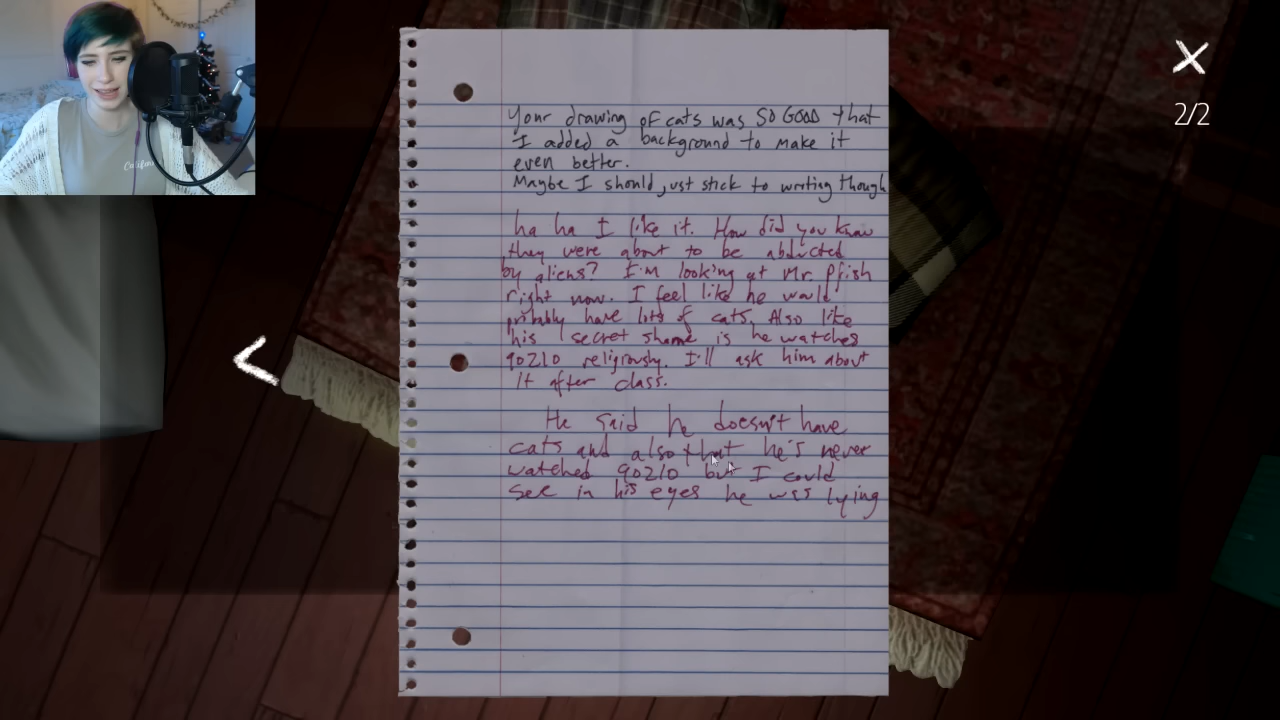 2/2
Your drawing of cats was SO GOOD that
I added a background to make it
even better.
Maybe I should just stick to writing though
ha ha I like it. How did you know
they were about to be abducted
by aliens? I'm looking at Mr. Pfish
right now. I feel like he would
probably have lots of cats, Also like
his secret shame is he watches
90210 religiously. I'll ask him about
it after class.
He said he doesn't have
cats and also that he's never
watched 90210 but I could
see in his eyes he was lying